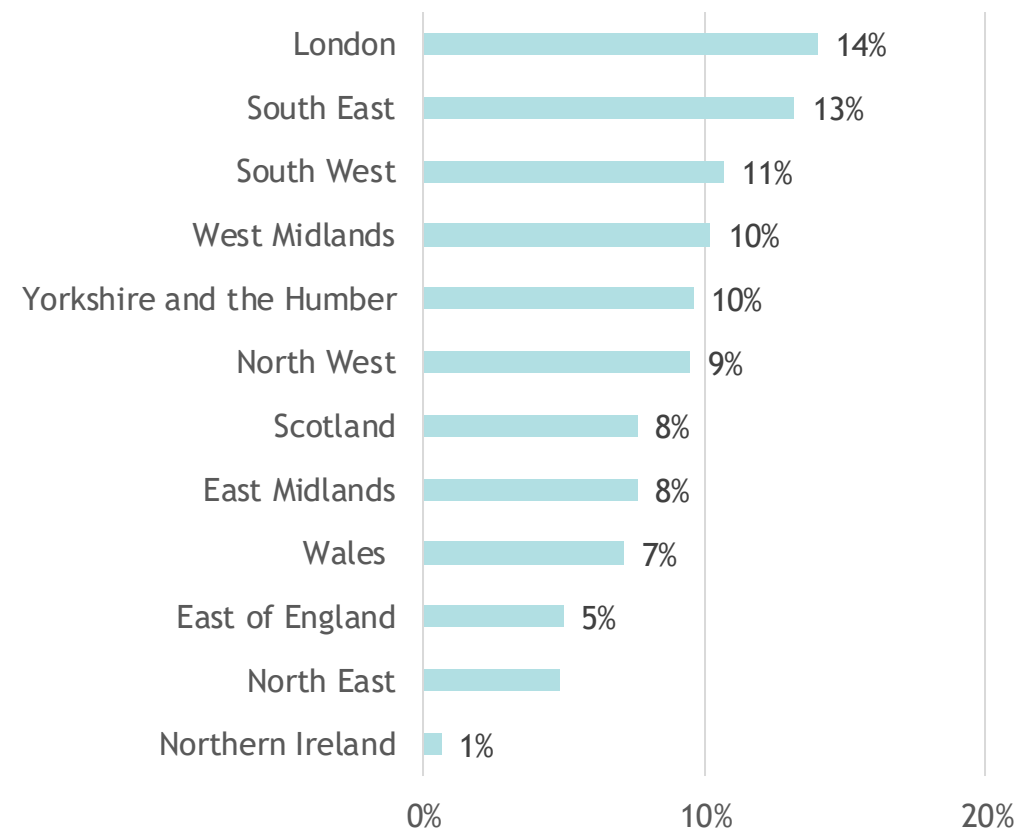 London 14%
South East 13%
South West 11%
West Midlands 10%
Yorkshire and the Humber 10%
North West 9%
Scotland 8%
East Midlands 8%
Wales 7%
East of England 5%
North East
Northern Ireland 1%
0% 10% 20%